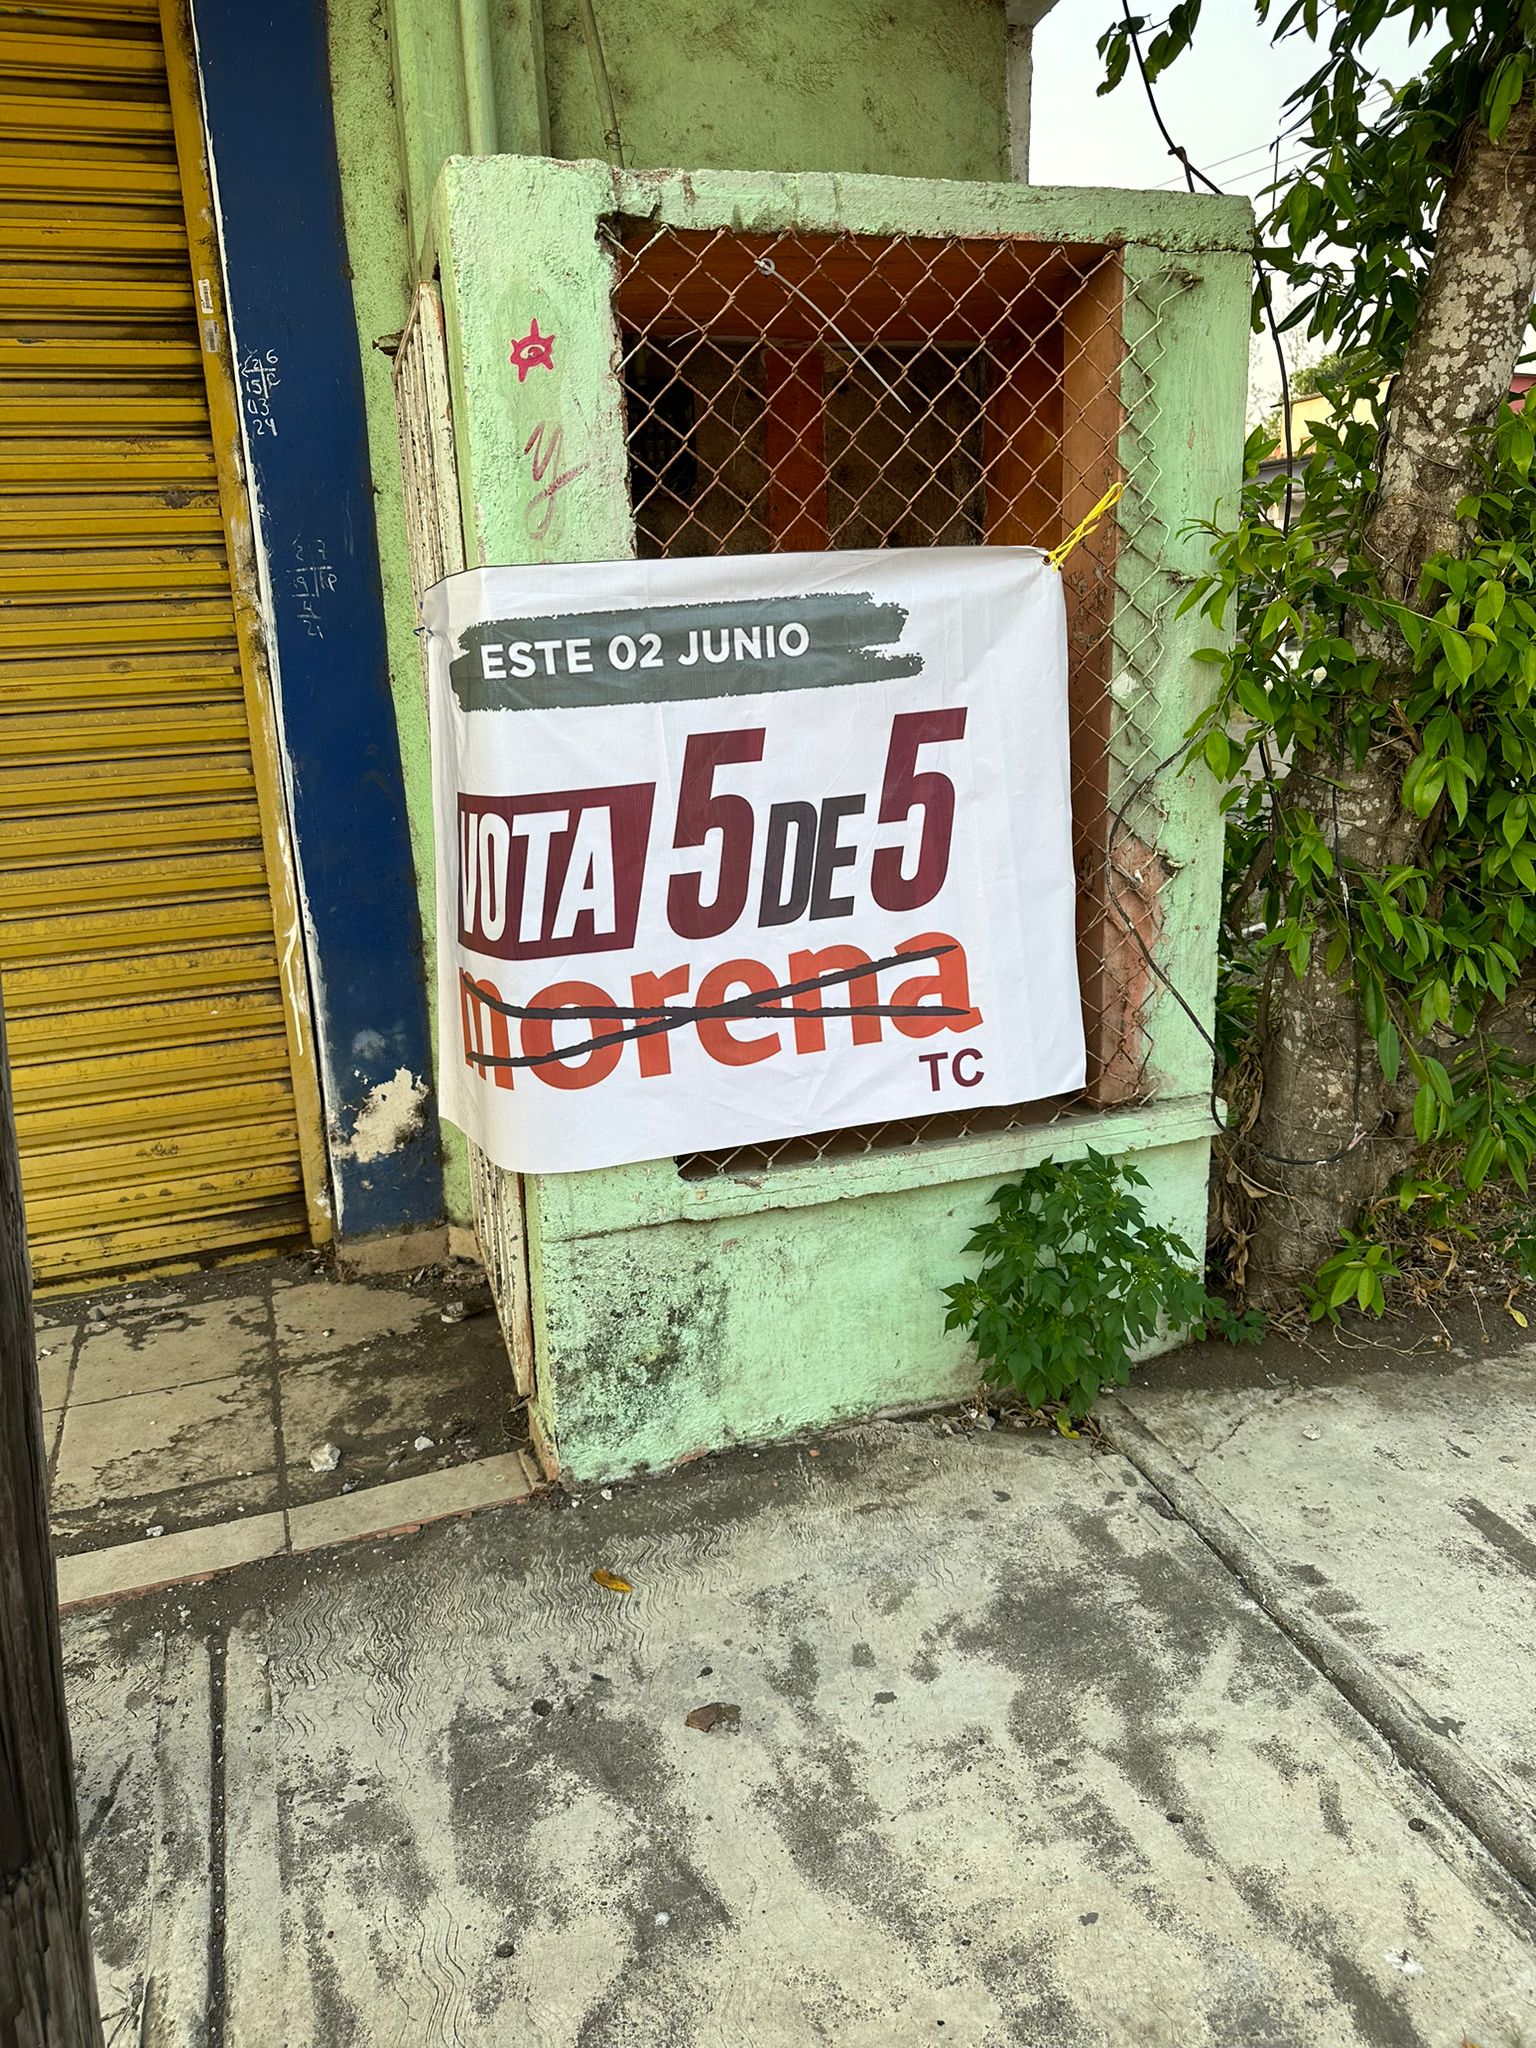 ESTE 02 JUNIO
VOTA 5 DE 5
morena
TC